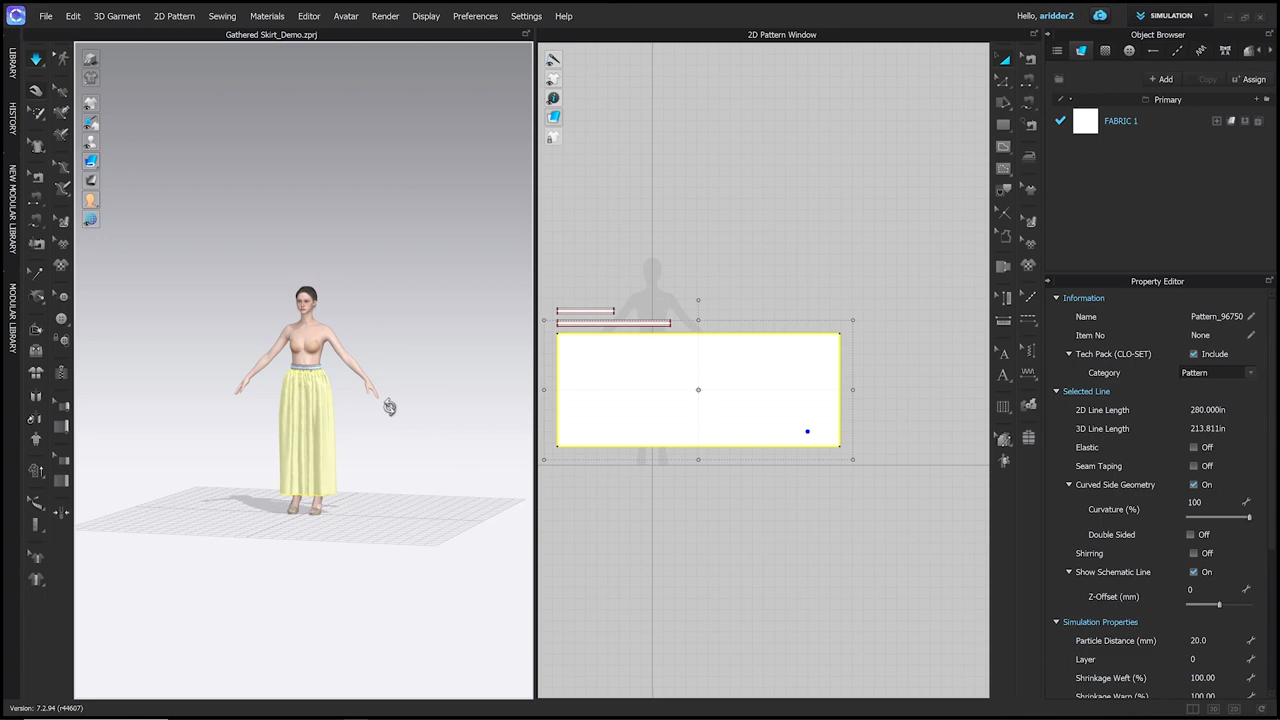 File Edit 3D Garment 2D Pattern Sewing Materials Editor Avatar Render Display Preferences Settings Help
Hello, aridder2
SIMULATION
Gathered Skirt_Demo.zprj
2D Pattern Window
Object Browser
LIBRARY
HISTORY
NEW MODULAR LIBRARY
MODULAR LIBRARY
+ Add
Copy
Assign
Primary
FABRIC 1
Property Editor
Information
Name Pattern_96750
Item No None
Tech Pack (CLO-SET) Include
Category Pattern
Selected Line
2D Line Length 280.000in
3D Line Length 213.811in
Elastic Off
Seam Taping Off
Curved Side Geometry On
Curvature (%) 100
Double Sided Off
Shirring Off
Show Schematic Line On
Z-Offset (mm) 0
Simulation Properties
Particle Distance (mm) 20.0
Layer 0
Shrinkage Weft (%) 100.00
Shrinkage Warp (%) 100.00
Version: 7.2.94 (r44607)
3D 2D